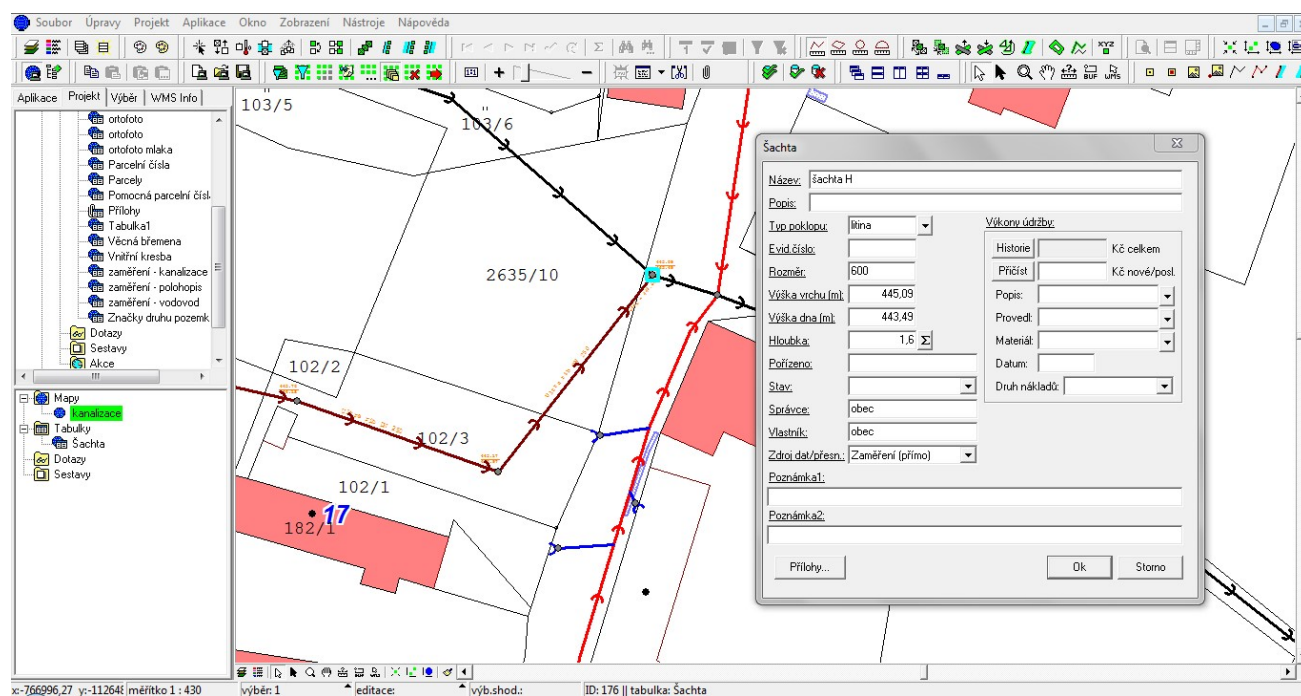 Soubor Úpravy Projekt Aplikace Okno Zobrazení Nástroje Nápověda
Aplikace Projekt Výběr WMS Info
ortofoto
ortofoto
ortofoto mlaka
Parcelní čísla
Parcely
Pomocná parcelní čísl
Přílohy
Tabulka1
Věcná břemena
Vnitřní kresba
zaměření - kanalizace
zaměření - polohopis
zaměření - vodovod
Značky druhu pozemk
Dotazy
Sestavy
Akce
Mapy
kanalizace
Tabulky
Šachta
Dotazy
Sestavy
103/5
103/6
2635/10
102/2
102/3
102/1
17
182/1
Šachta
Název: šachta H
Popis:
Typ poklopu: litina
Evid.číslo:
Rozměr: 600
Výška vrchu (m): 445,09
Výška dna (m): 443,49
Hloubka: 1,6 Σ
Pořízeno:
Stav:
Správce: obec
Vlastník: obec
Zdroj dat/přesn.: Zaměření (přímo)
Výkony údržby:
Historie Kč celkem
Přičíst Kč nové/posl.
Popis:
Provedl:
Materiál:
Datum:
Druh nákladů:
Poznámka1:
Poznámka2:
Přílohy... Ok Storno
x:-766996,27 y:-11264 měřítko 1 : 430 výběr: 1 editace: výb.shod.: ID: 176 || tabulka: Šachta